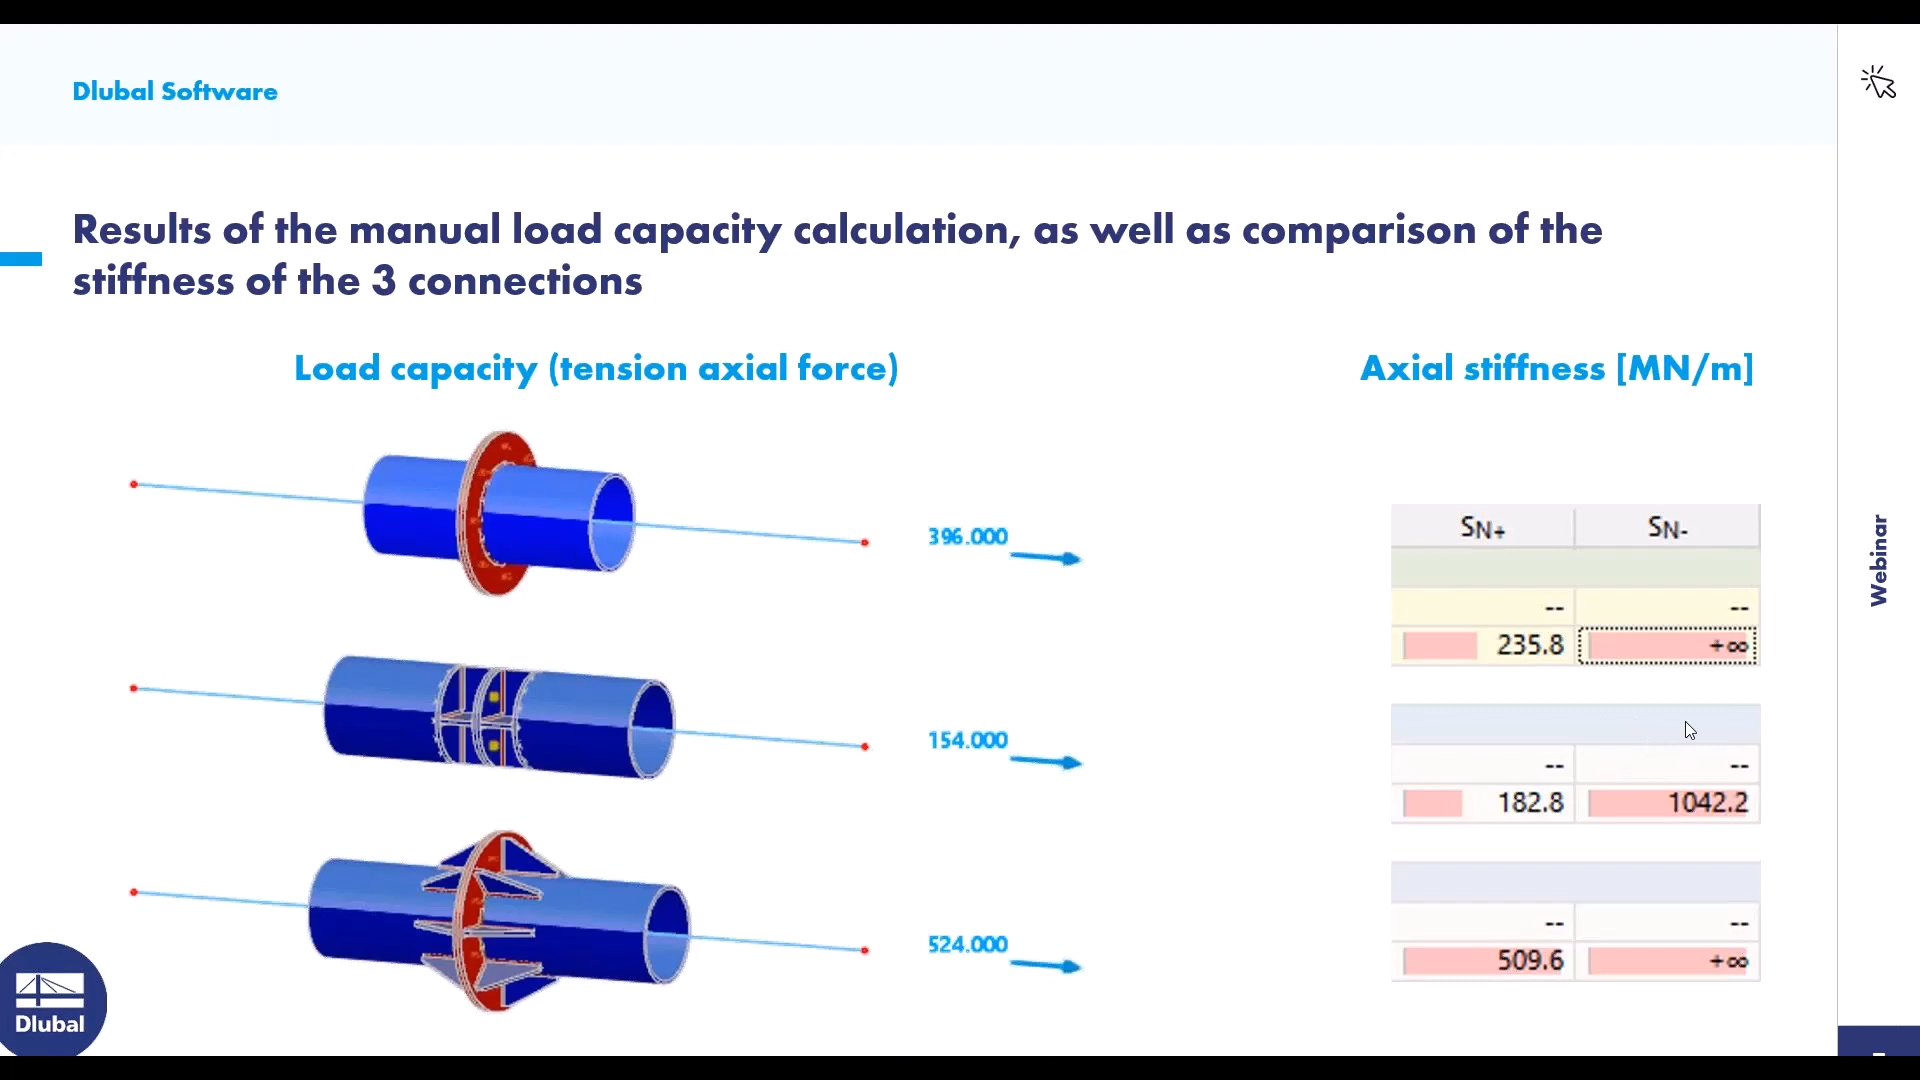 Dlubal Software
Results of the manual load capacity calculation, as well as comparison of the
stiffness of the 3 connections
Load capacity (tension axial force)
Axial stiffness [MN/m]
396.000
154.000
524.000
SN+ SN-
-- --
235.8 +∞
-- --
182.8 1042.2
-- --
509.6 +∞
Webinar
Dlubal